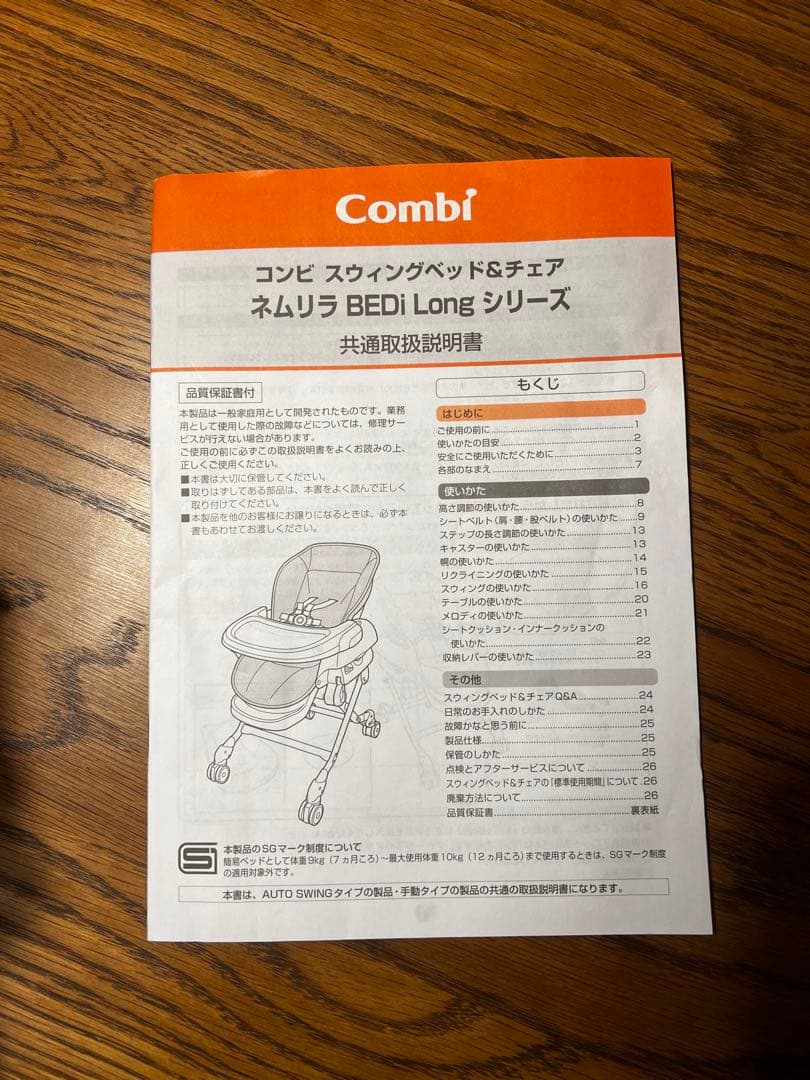 Combi
コンビ スウィングベッド&チェア
ネムリラ BEDi Long シリーズ
共通取扱説明書
品質保証書付
本製品は一般家庭用として開発されたものです。業務
用として使用した際の故障などについては、修理サー
ビスが行えない場合があります。
ご使用の前に必ずこの取扱説明書をよくお読みの上、
正しくご使用ください。
■本書は大切に保管してください。
■取りはずしてある部品は、本書をよく読んで正しく
取り付けてください。
■本製品を他のお客様にお譲りになるときは、必ず本
書もあわせてお渡しください。
もくじ
はじめに
ご使用の前に……1
使いかたの目安……2
安全にご使用いただくために……3
各部のなまえ……7
使いかた
高さ調節の使いかた……8
シートベルト(肩・腰・股ベルト)の使いかた……9
ステップの長さ調節の使いかた……13
キャスターの使いかた……13
幌の使いかた……14
リクライニングの使いかた……15
スウィングの使いかた……16
テーブルの使いかた……20
メロディの使いかた……21
シートクッション・インナークッションの
使いかた……22
収納レバーの使いかた……23
その他
スウィングベッド&チェアQ&A……24
日常のお手入れのしかた……24
故障かなと思う前に……25
製品仕様……25
保管のしかた……25
点検とアフターサービスについて……26
スウィングベッド&チェアの「標準使用期間」について.26
廃棄方法について……26
品質保証書……裏表紙
本製品のSGマーク制度について
簡易ベッドとして体重9kg(7ヵ月ごろ)〜最大使用体重10kg(12ヵ月ごろ)まで使用するときは、SGマーク制度
の適用対象外です。
本書は、AUTO SWINGタイプの製品・手動タイプの製品の共通の取扱説明書になります。